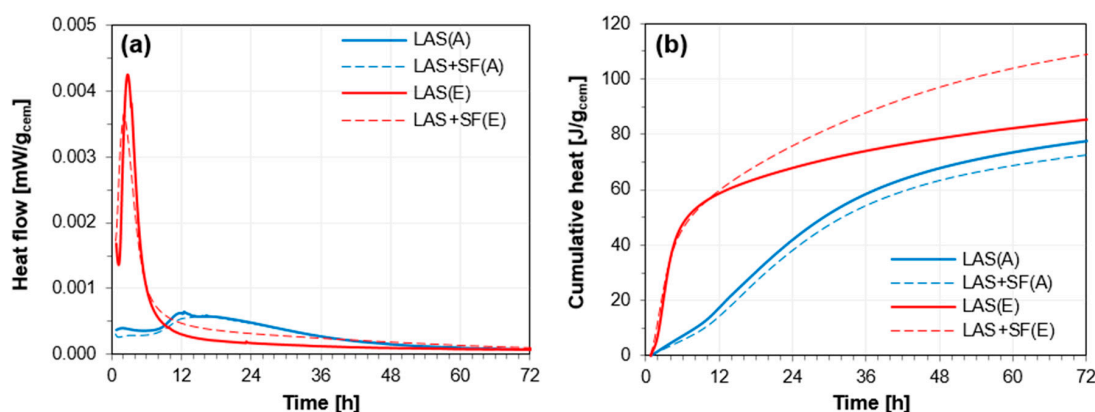 (a)
Heat flow [mW/g_cem]
0.005
0.004
0.003
0.002
0.001
0.000
0 12 24 36 48 60 72
Time [h]
LAS(A)
LAS+SF(A)
LAS(E)
LAS+SF(E)
(b)
Cumulative heat [J/g_cem]
120
100
80
60
40
20
0
0 12 24 36 48 60 72
Time [h]
LAS(A)
LAS+SF(A)
LAS(E)
LAS+SF(E)